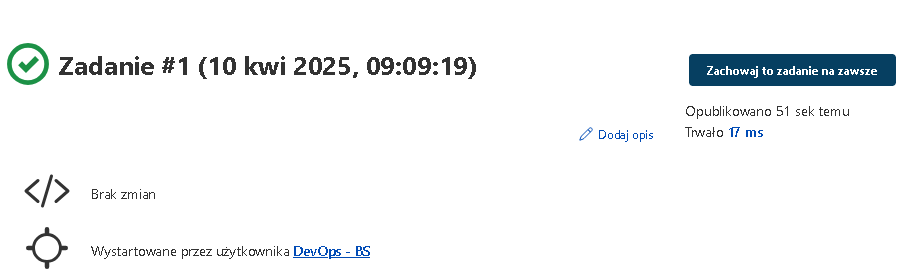 Zadanie #1 (10 kwi 2025, 09:09:19)
Zachowaj to zadanie na zawsze
Opublikowano 51 sek temu
Dodaj opis
Trwało 17 ms
Brak zmian
Wystartowane przez użytkownika DevOps - BS